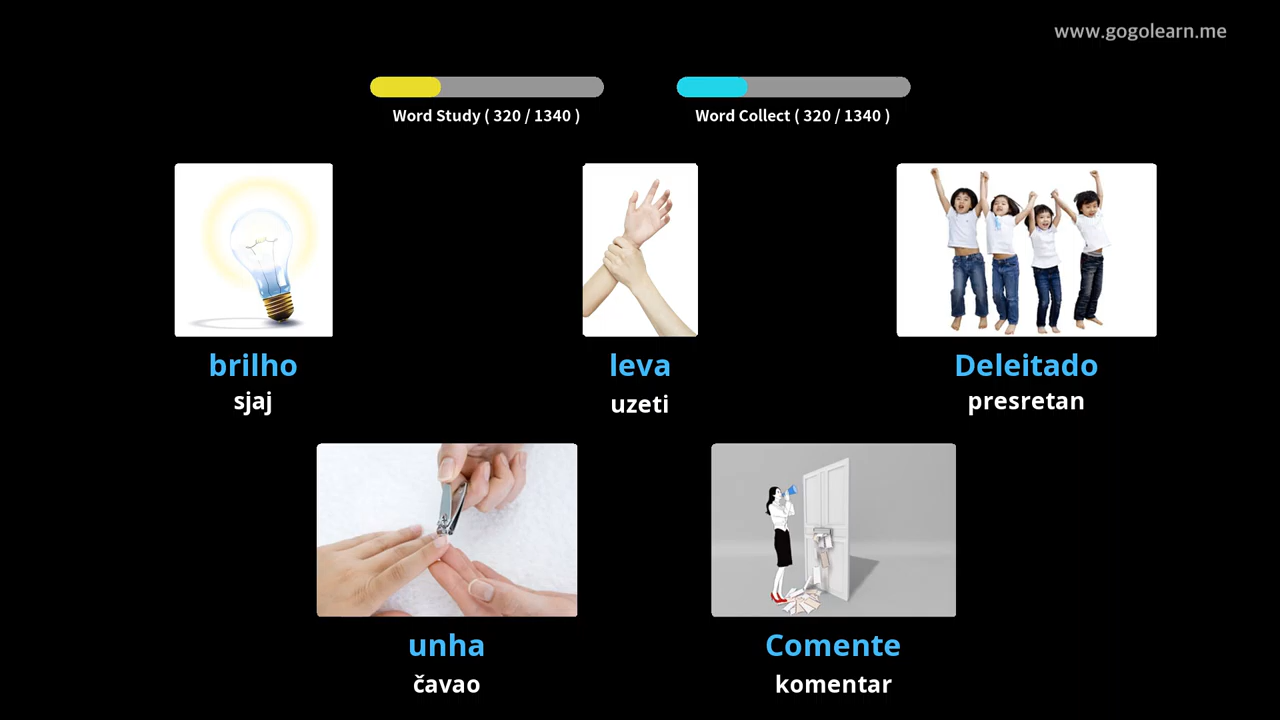 www.gogolearn.me
Word Study ( 320 / 1340 )
Word Collect ( 320 / 1340 )
brilho
sjaj
leva
uzeti
Deleitado
presretan
unha
čavao
Comente
komentar